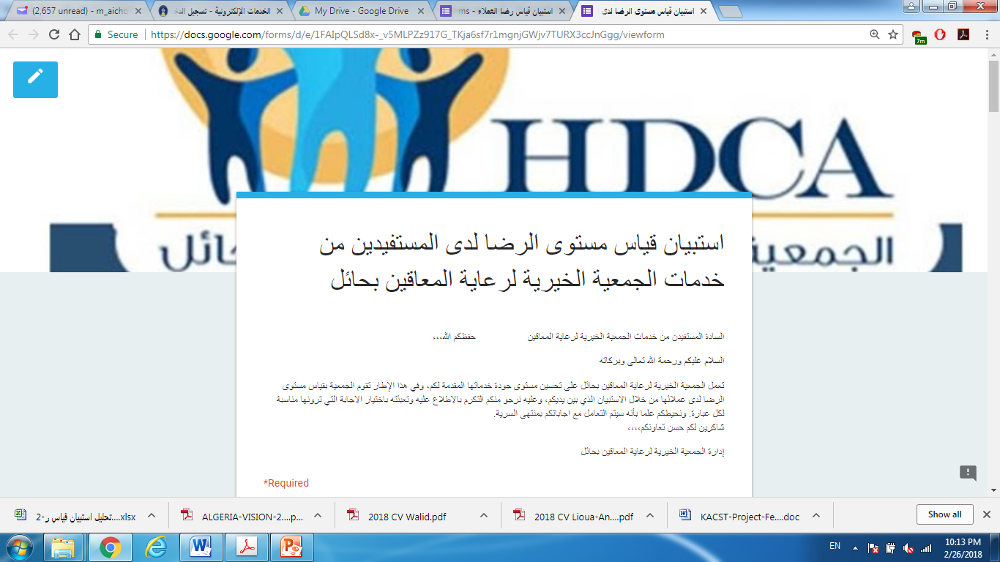 (2,657 unread) - m_aicho
الخدمات الإلكترونية - تسجيل الدخ
My Drive - Google Drive
استبيان قياس رضا العملاء - ms
استبيان قياس مستوى الرضا لدى
Secure
https://docs.google.com/forms/d/e/1FAIpQLSd8x-_v5MLPZz917G_TKja6sf7r1mgnjGWjv7TURX3ccJnGgg/viewform
7m
HDCA
الجمعية
حائل
استبيان قياس مستوى الرضا لدى المستفيدين من
خدمات الجمعية الخيرية لرعاية المعاقين بحائل
السادة المستفيدن من خدمات الجمعية الخيرية لرعاية المعاقين حفظكم الله،،،
السلام عليكم ورحمة الله تعالى وبركاته
تعمل الجمعية الخيرية لرعاية المعاقين بحائل على تحسين مستوى جودة خدماتها المقدمة لكم، وفي هذا الإطار تقوم الجمعية بقياس مستوى
الرضا لدى عملائها من خلال الاستبيان الذي بين يديكم، وعليه نرجو منكم التكرم بالاطلاع عليه وتعبئته باختيار الاجابة التي ترونها مناسبة
لكل عبارة. ونحيطكم علما بأنه سيتم التعامل مع اجاباتكم بمنتهى السرية.
شاكرين لكم حسن تعاونكم،،،،
إدارة الجمعية الخيرية لرعاية المعاقين بحائل
*Required
تحليل استبيان قياس ر-2....xlsx
ALGERIA-VISION-2....p...
2018 CV Walid.pdf
2018 CV Lioua-An....pdf
KACST-Project-Fe....doc
Show all
EN
10:13 PM
2/26/2018